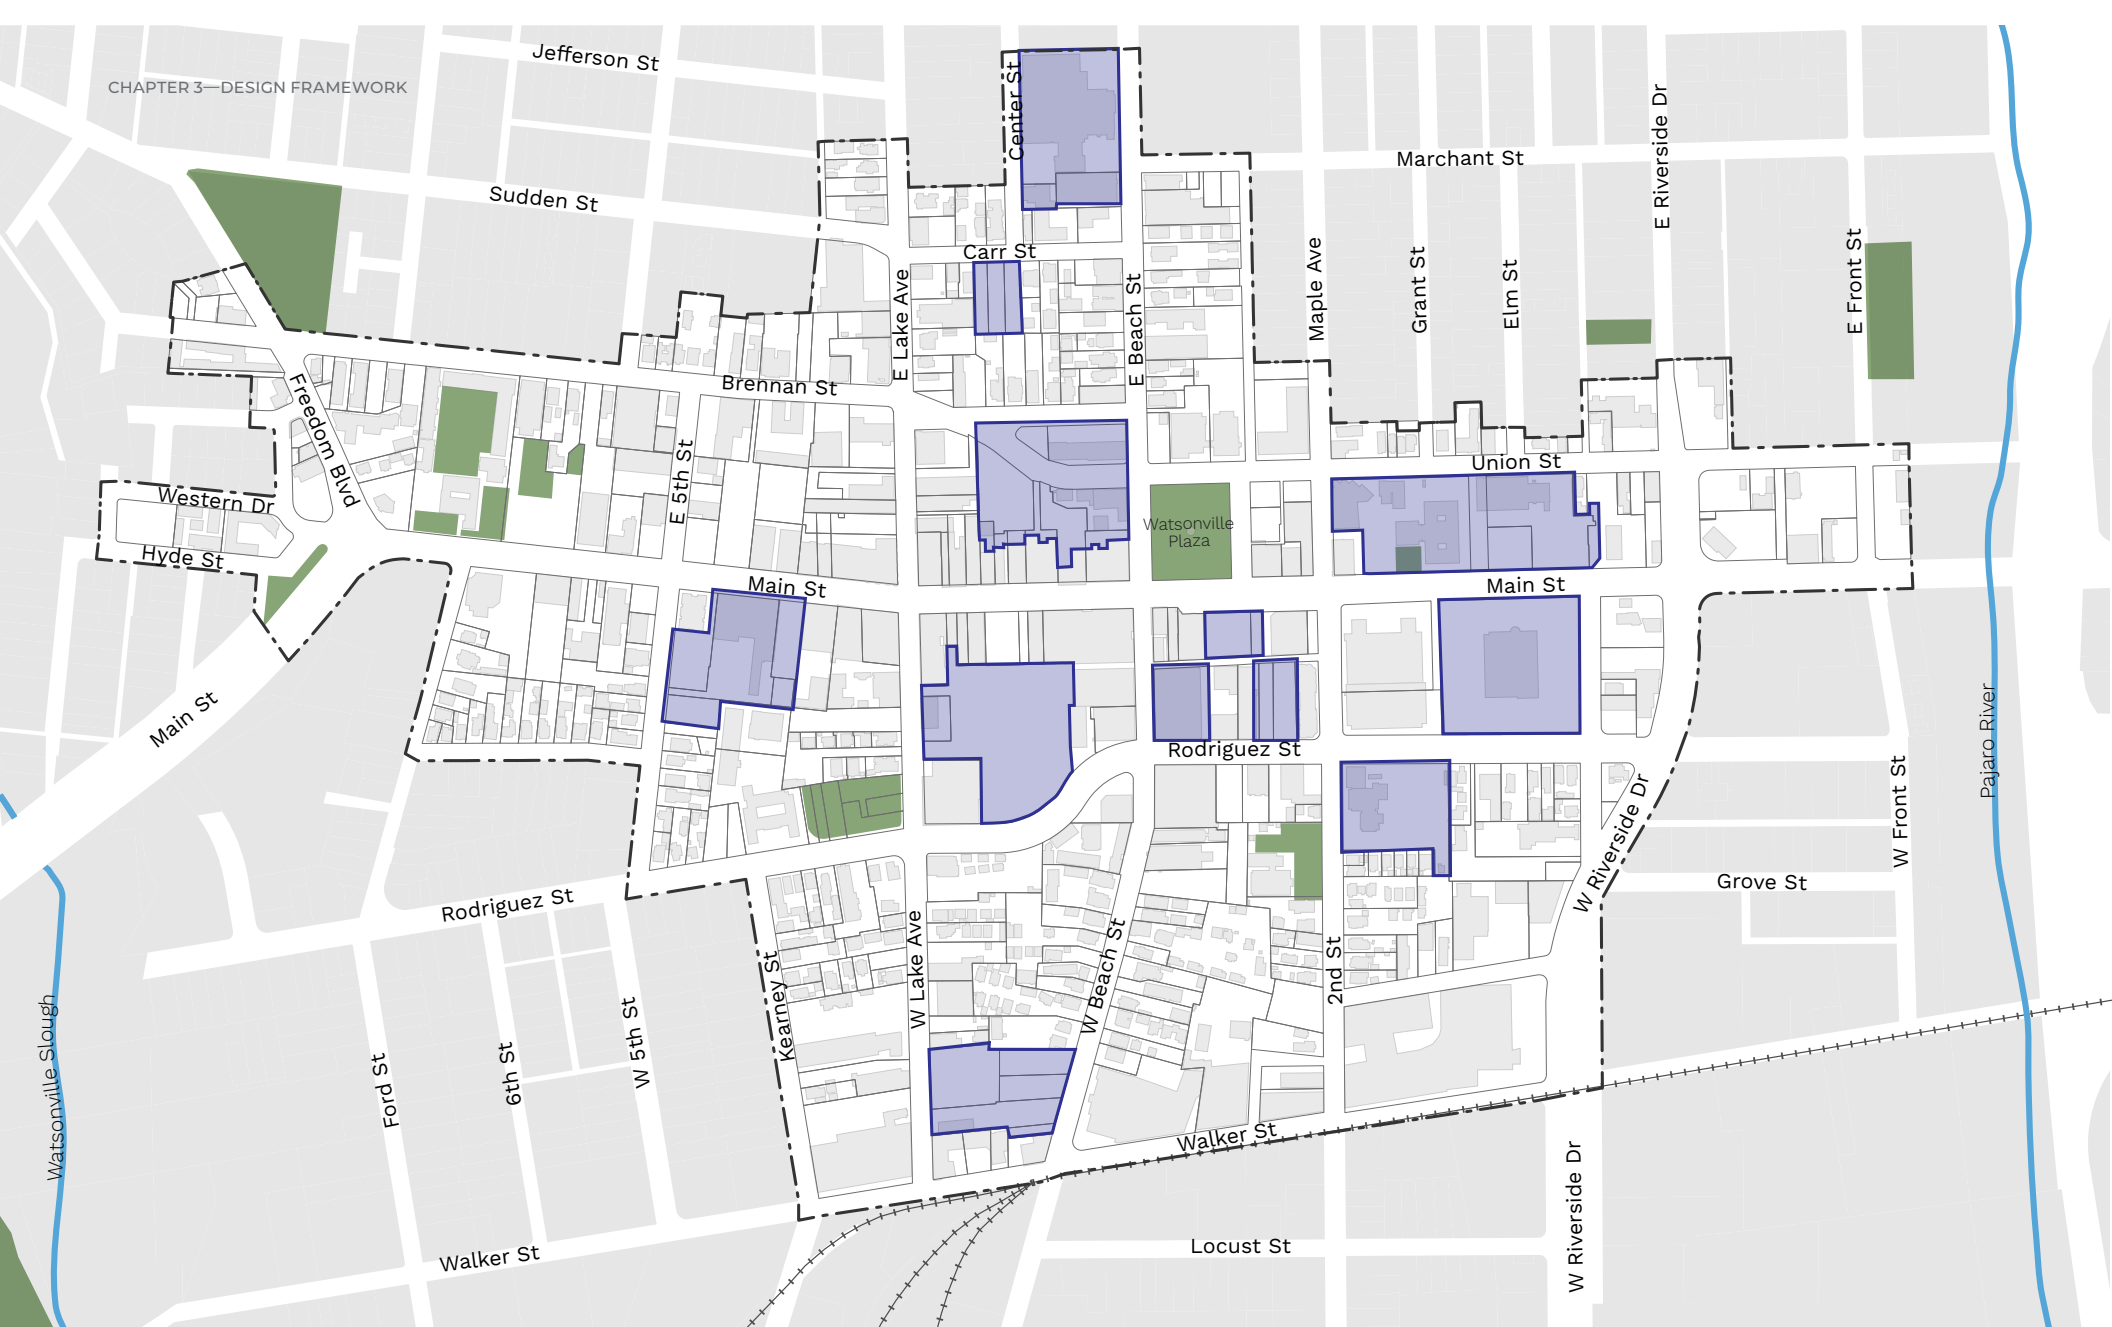 Jefferson St
CHAPTER 3—DESIGN FRAMEWORK
Center St
E Riverside Dr
Marchant St
Sudden St
Carr St
E Lake Ave
E Beach St
Maple Ave
Grant St
Elm St
E Front St
Brennan St
Freedom Blvd
E 5th St
Union St
Western Dr
Watsonville
Plaza
Hyde St
Main St
Main St
Main St
Pajaro River
Rodriguez St
W Front St
W Riverside Dr
Grove St
Rodriguez St
W Lake Ave
W Beach St
2nd St
Kearney St
Watsonville Slough
Ford St
6th St
W 5th St
Walker St
W Riverside Dr
Walker St
Locust St